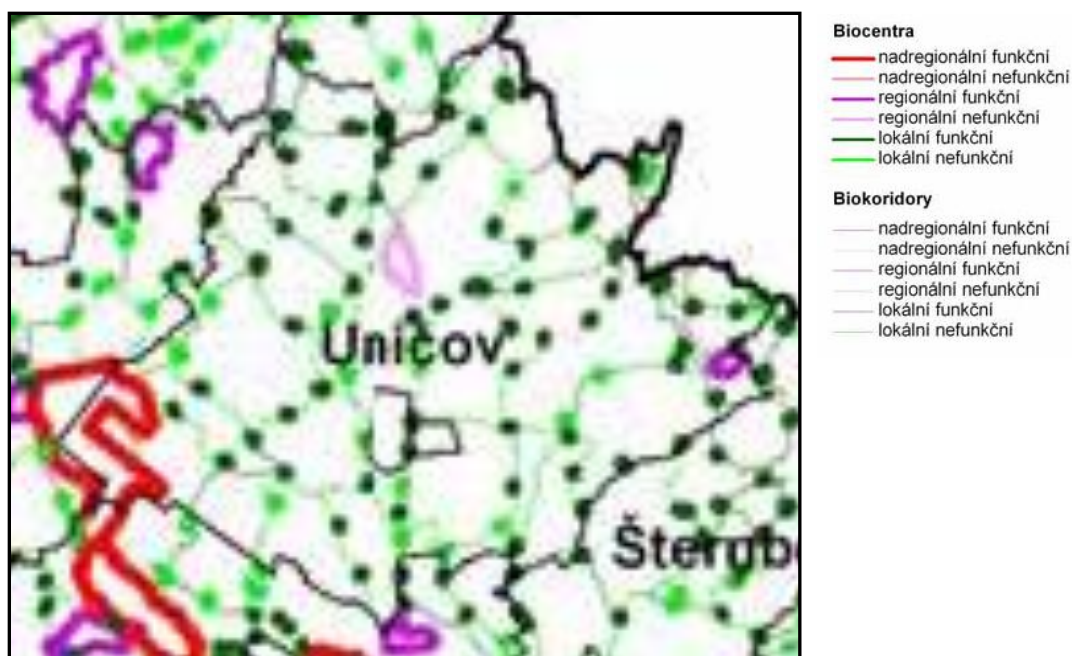 Uničov
Šternbe
Biocentra
nadregionální funkční
nadregionální nefunkční
regionální funkční
regionální nefunkční
lokální funkční
lokální nefunkční
Biokoridory
nadregionální funkční
nadregionální nefunkční
regionální funkční
regionální nefunkční
lokální funkční
lokální nefunkční